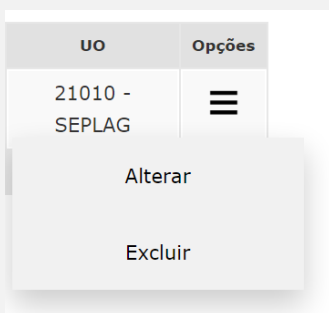 UO Opções
21010 -
SEPLAG
Alterar
Excluir